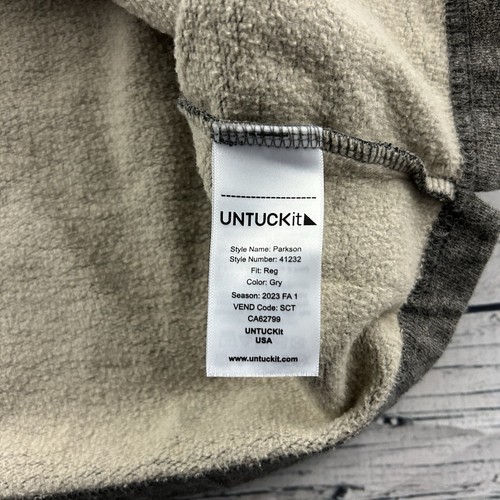 UNTUCKit
Style Name: Parkson
Style Number: 41232
Fit: Reg
Color: Gry
Season: 2023 FA 1
VEND Code: SCT
CA62799
UNTUCKIt
USA
www.untuckit.com